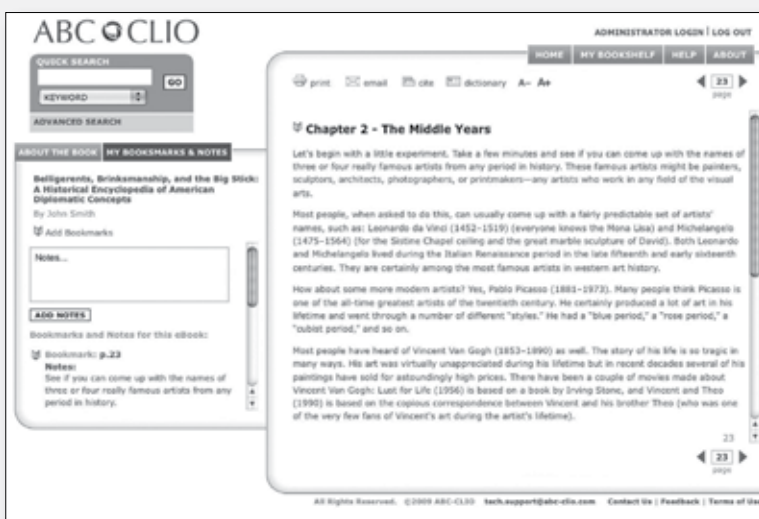 ABC CLIO
ADMINISTRATOR LOGIN | LOG OUT
HOME MY BOOKSHELF HELP ABOUT
QUICK SEARCH
GO
KEYWORD
ADVANCED SEARCH
ABOUT THE BOOK MY BOOKSMARKS & NOTES
Belligerents, Brinksmanship, and the Big Stick:
A Historical Encyclopedia of American
Diplomatic Concepts
By John Smith
Add Bookmarks
Notes...
ADD NOTES
Bookmarks and Notes for this eBook:
Bookmark: p.23
Notes:
See if you can come up with the names of
three or four really famous artists from any
period in history.
print email cite dictionary A- A+
23
page
Chapter 2 - The Middle Years
Let's begin with a little experiment. Take a few minutes and see if you can come up with the names of
three or four really famous artists from any period in history. These famous artists might be painters,
sculptors, architects, photographers, or printmakers—any artists who work in any field of the visual
arts.
Most people, when asked to do this, can usually come up with a fairly predictable set of artists'
names, such as: Leonardo da Vinci (1452–1519) (everyone knows the Mona Lisa) and Michelangelo
(1475–1564) (for the Sistine Chapel ceiling and the great marble sculpture of David). Both Leonardo
and Michelangelo lived during the Italian Renaissance period in the late fifteenth and early sixteenth
centuries. They are certainly among the most famous artists in western art history.
How about some more modern artists? Yes, Pablo Picasso (1881–1973). Many people think Picasso is
one of the all-time greatest artists of the twentieth century. He certainly produced a lot of art in his
lifetime and went through a number of different "styles." He had a "blue period," a "rose period," a
"cubist period," and so on.
Most people have heard of Vincent Van Gogh (1853–1890) as well. The story of his life is so tragic in
many ways. His art was virtually unappreciated during his lifetime but in recent decades several of his
paintings have sold for astoundingly high prices. There have been a couple of movies made about
Vincent Van Gogh: Lust for Life (1956) is based on a book by Irving Stone, and Vincent and Theo
(1990) is based on the copious correspondence between Vincent and his brother Theo (who was one
of the very few fans of Vincent's art during the artist's lifetime).
23
23
page
All Rights Reserved. ©2009 ABC-CLIO tech.support@abc-clio.com Contact Us | Feedback | Terms of Us